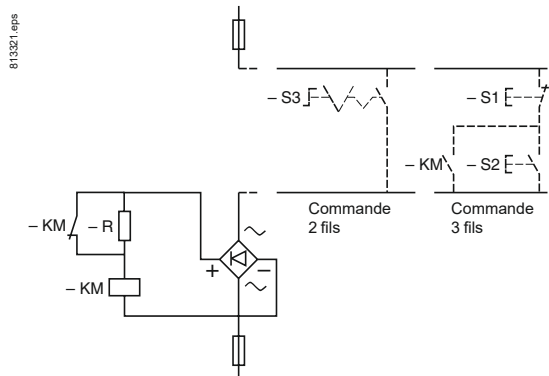 813321.eps
– S3
– S1
– KM
– S2
Commande
2 fils
Commande
3 fils
– KM
– R
+
–
– KM